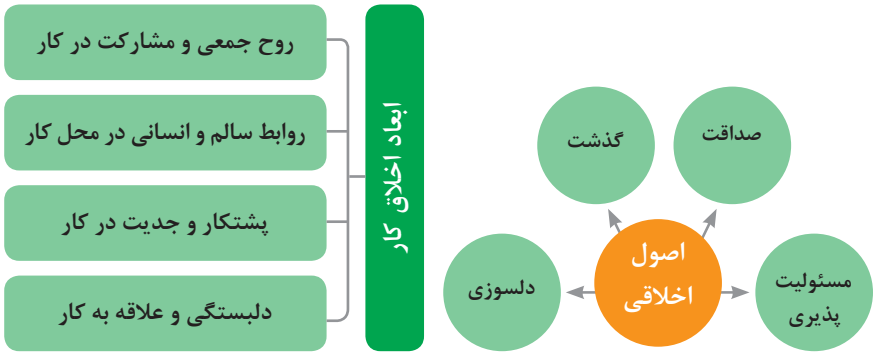 صداقت
گذشت
اصول
اخلاقی
مسئولیت
پذیری
دلسوزی
ابعاد اخلاق کار
روح جمعی و مشارکت در کار
روابط سالم و انسانی در محل کار
پشتکار و جدیت در کار
دلبستگی و علاقه به کار